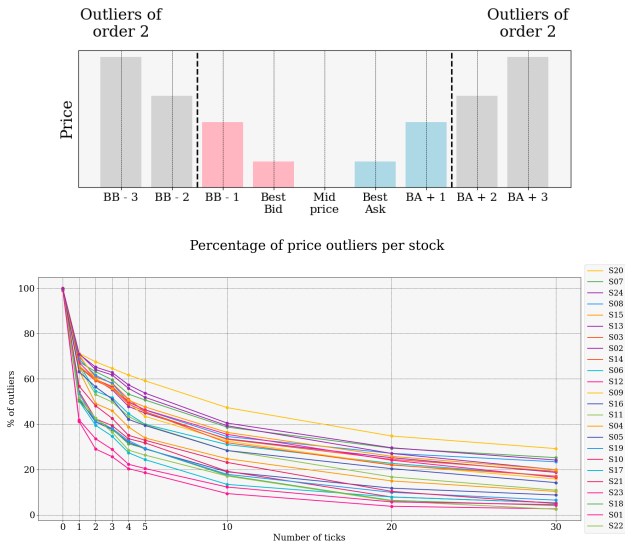 Outliers of
order 2
Outliers of
order 2
Price
BB - 3
BB - 2
BB - 1
Best
Bid
Mid
price
Best
Ask
BA + 1
BA + 2
BA + 3
Percentage of price outliers per stock
% of outliers
100
80
60
40
20
0
0
1
2
3
4
5
10
20
30
Number of ticks
S20
S07
S24
S08
S15
S13
S03
S02
S14
S06
S12
S09
S16
S11
S04
S05
S19
S17
S21
S23
S18
S10
S01
S22